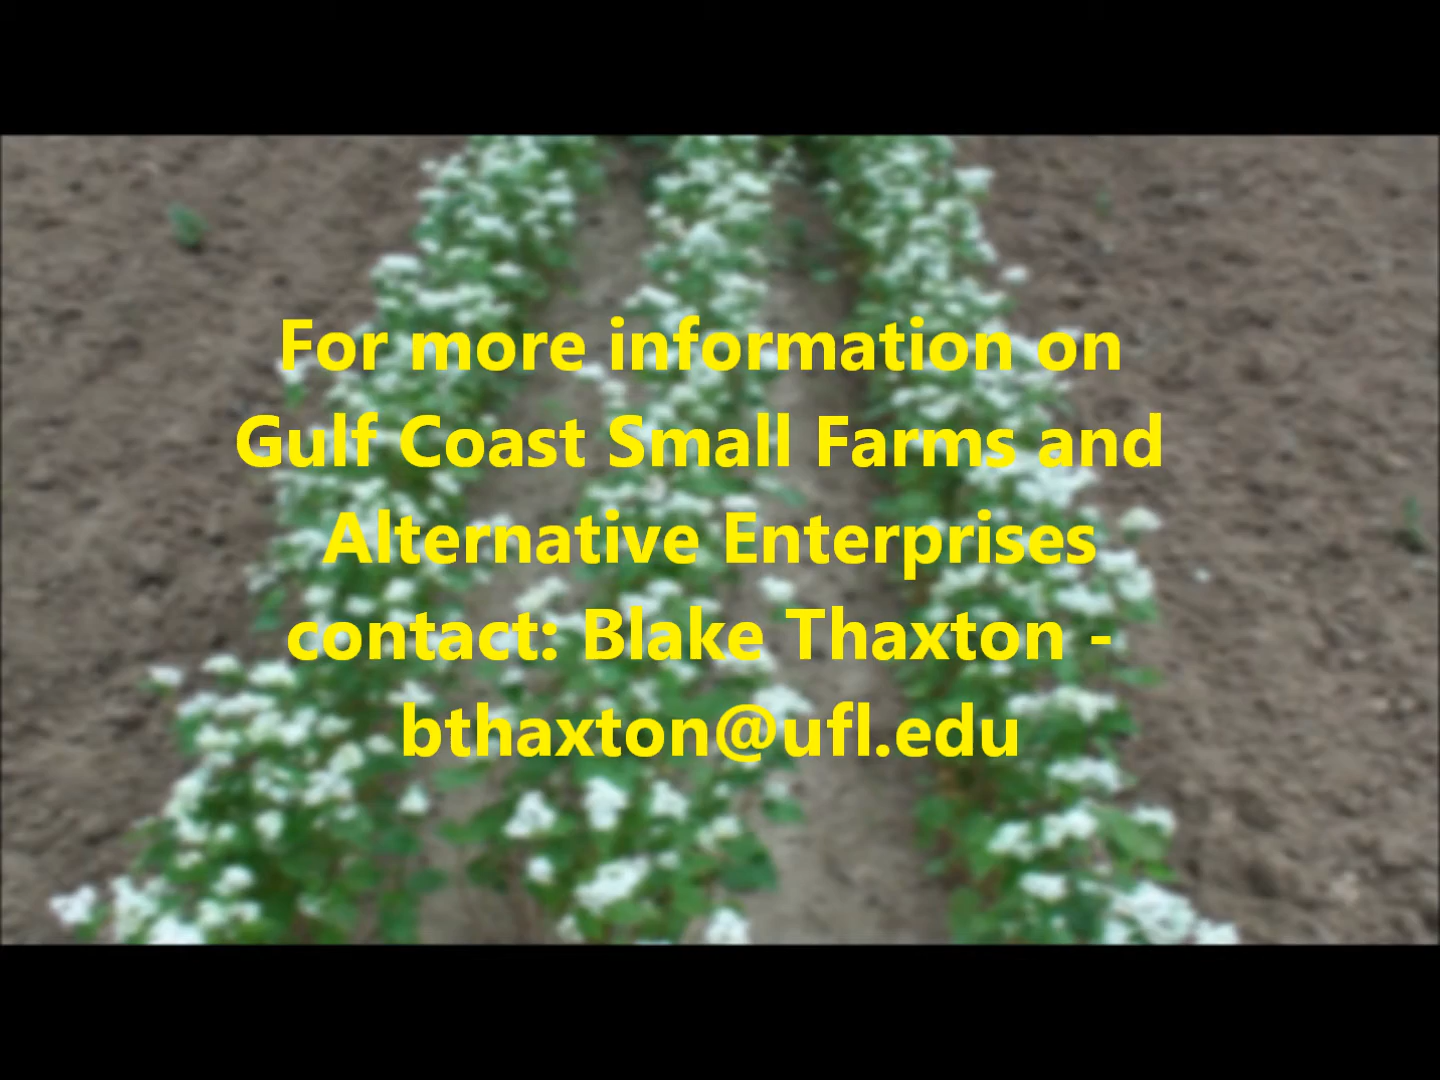 For more information on
Gulf Coast Small Farms and
Alternative Enterprises
contact: Blake Thaxton -
bthaxton@ufl.edu